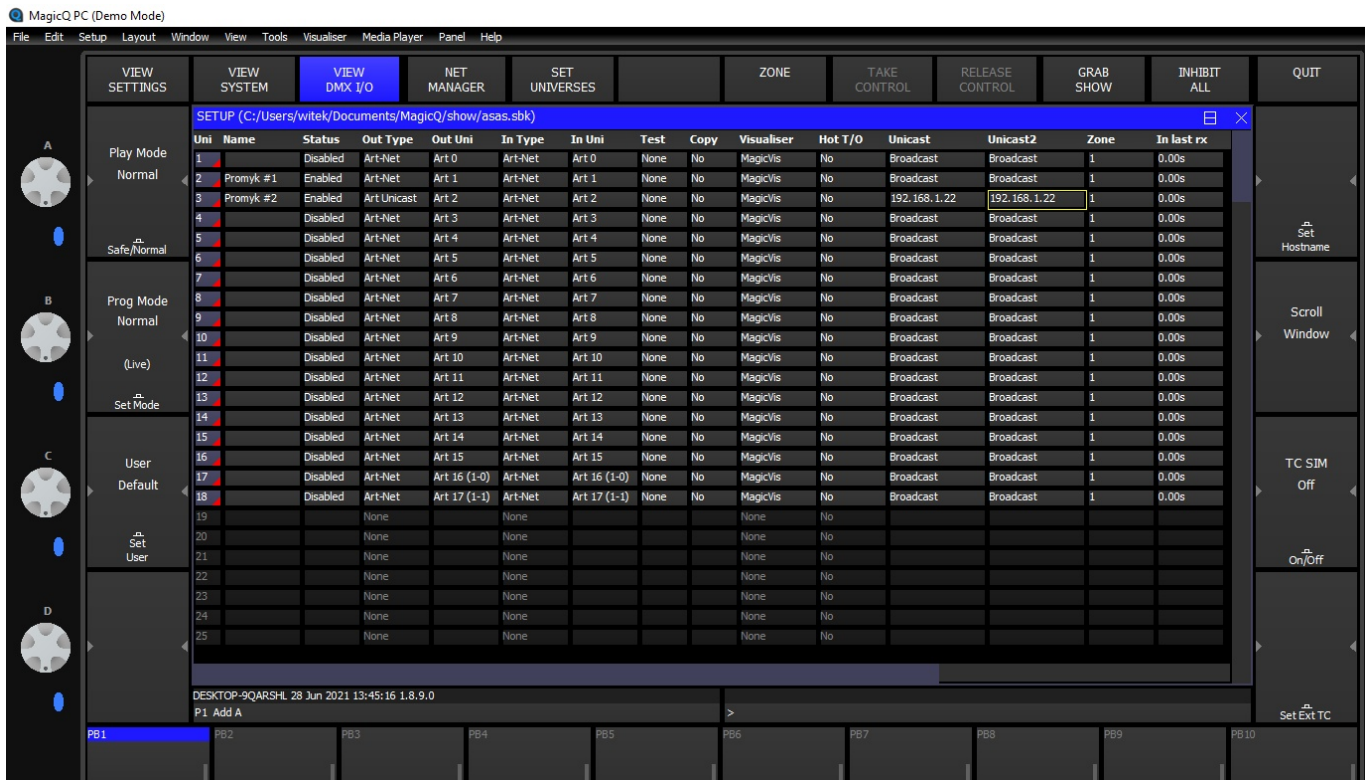 MagicQ PC (Demo Mode)
File Edit Setup Layout Window View Tools Visualiser Media Player Panel Help
VIEW SETTINGS
VIEW SYSTEM
VIEW DMX I/O
NET MANAGER
SET UNIVERSES
ZONE
TAKE CONTROL
RELEASE CONTROL
GRAB SHOW
INHIBIT ALL
QUIT
A
Play Mode
Normal
Safe/Normal
B
Prog Mode
Normal
(Live)
Set Mode
C
User
Default
Set
User
D
SETUP (C:/Users/witek/Documents/MagicQ/show/asas.sbk)
Uni Name Status Out Type Out Uni In Type In Uni Test Copy Visualiser Hot T/O Unicast Unicast2 Zone In last rx
1 Disabled Art-Net Art 0 Art-Net Art 0 None No MagicVis No Broadcast Broadcast 1 0.00s
2 Promyk #1 Enabled Art-Net Art 1 Art-Net Art 1 None No MagicVis No Broadcast Broadcast 1 0.00s
3 Promyk #2 Enabled Art Unicast Art 2 Art-Net Art 2 None No MagicVis No 192.168.1.22 192.168.1.22 1 0.00s
4 Disabled Art-Net Art 3 Art-Net Art 3 None No MagicVis No Broadcast Broadcast 1 0.00s
5 Disabled Art-Net Art 4 Art-Net Art 4 None No MagicVis No Broadcast Broadcast 1 0.00s
6 Disabled Art-Net Art 5 Art-Net Art 5 None No MagicVis No Broadcast Broadcast 1 0.00s
7 Disabled Art-Net Art 6 Art-Net Art 6 None No MagicVis No Broadcast Broadcast 1 0.00s
8 Disabled Art-Net Art 7 Art-Net Art 7 None No MagicVis No Broadcast Broadcast 1 0.00s
9 Disabled Art-Net Art 8 Art-Net Art 8 None No MagicVis No Broadcast Broadcast 1 0.00s
10 Disabled Art-Net Art 9 Art-Net Art 9 None No MagicVis No Broadcast Broadcast 1 0.00s
11 Disabled Art-Net Art 10 Art-Net Art 10 None No MagicVis No Broadcast Broadcast 1 0.00s
12 Disabled Art-Net Art 11 Art-Net Art 11 None No MagicVis No Broadcast Broadcast 1 0.00s
13 Disabled Art-Net Art 12 Art-Net Art 12 None No MagicVis No Broadcast Broadcast 1 0.00s
14 Disabled Art-Net Art 13 Art-Net Art 13 None No MagicVis No Broadcast Broadcast 1 0.00s
15 Disabled Art-Net Art 14 Art-Net Art 14 None No MagicVis No Broadcast Broadcast 1 0.00s
16 Disabled Art-Net Art 15 Art-Net Art 15 None No MagicVis No Broadcast Broadcast 1 0.00s
17 Disabled Art-Net Art 16 (1-0) Art-Net Art 16 (1-0) None No MagicVis No Broadcast Broadcast 1 0.00s
18 Disabled Art-Net Art 17 (1-1) Art-Net Art 17 (1-1) None No MagicVis No Broadcast Broadcast 1 0.00s
19 None None None No
20 None None None No
21 None None None No
22 None None None No
23 None None None No
24 None None None No
25 None None None No
Set
Hostname
Scroll
Window
TC SIM
Off
On/Off
Set Ext TC
DESKTOP-9QARSHL 28 Jun 2021 13:45:16 1.8.9.0
P1 Add A >
PB1 PB2 PB3 PB4 PB5 PB6 PB7 PB8 PB9 PB10